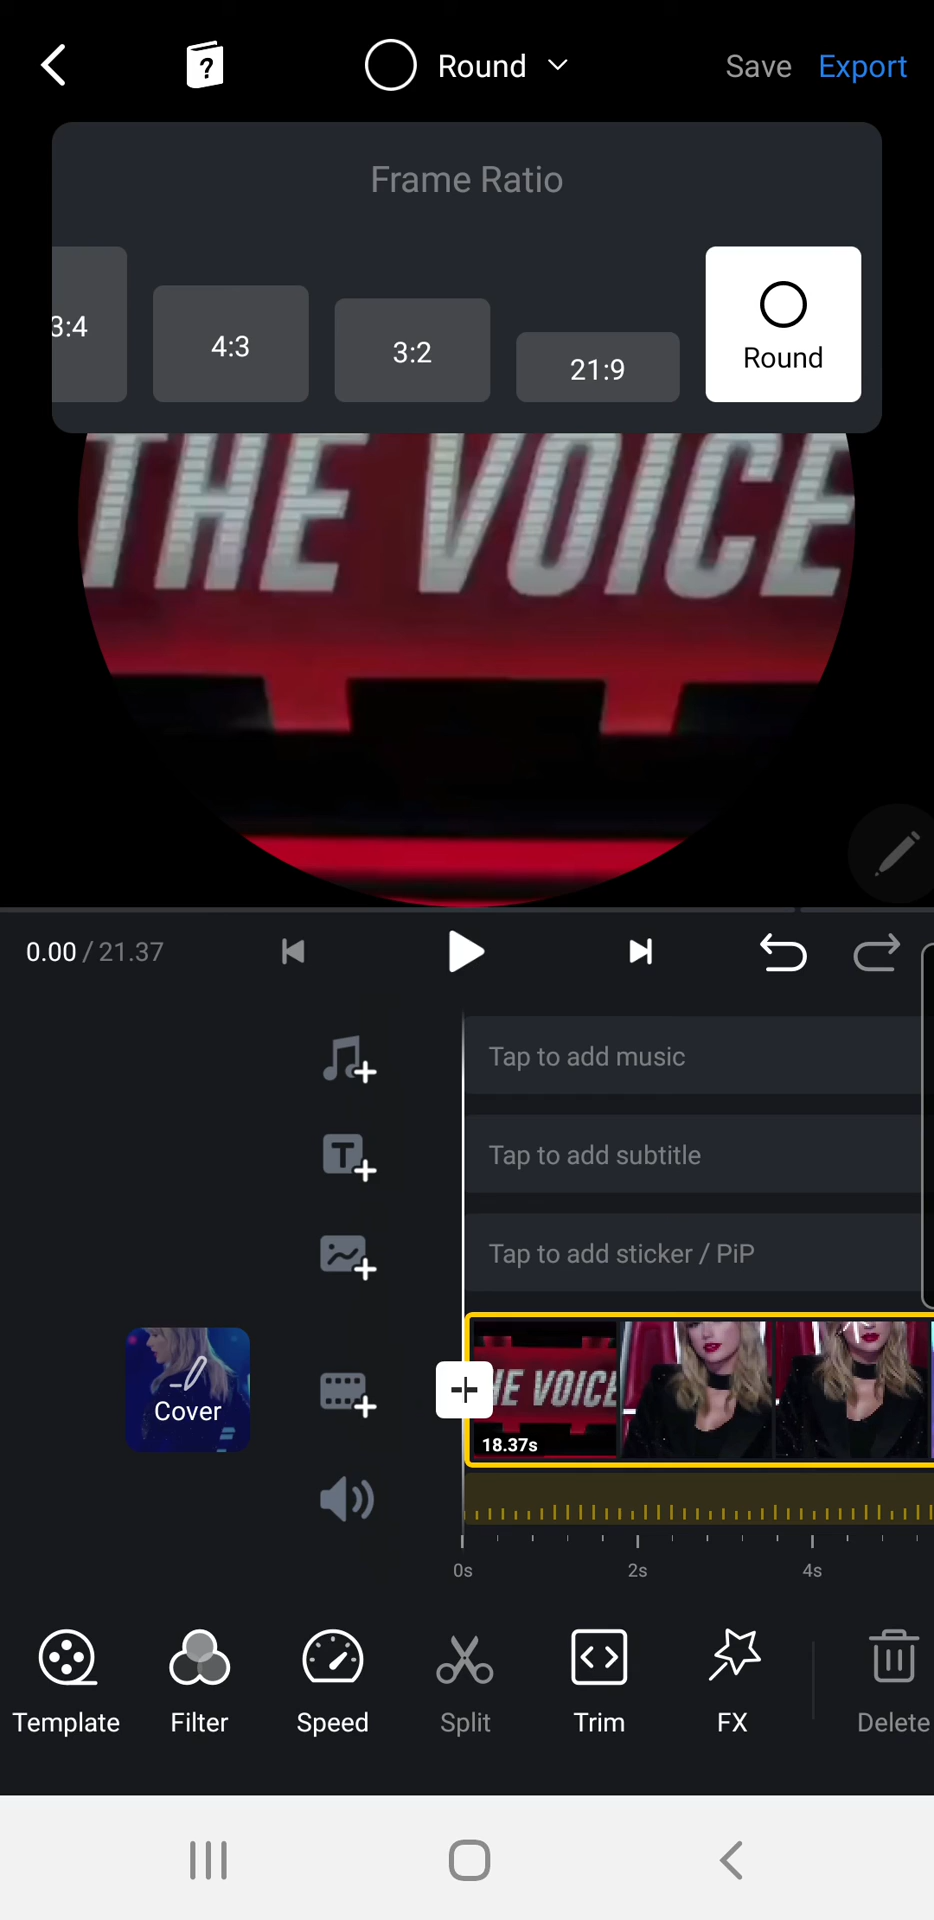 ?
Round
Save
Export
Frame Ratio
3:4
4:3
3:2
21:9
Round
THE VOICE
0.00 / 21.37
Tap to add music
T
Tap to add subtitle
Tap to add sticker / PiP
Cover
HE VOICE
18.37s
0s
2s
4s
Template
Filter
Speed
Split
Trim
FX
Delete